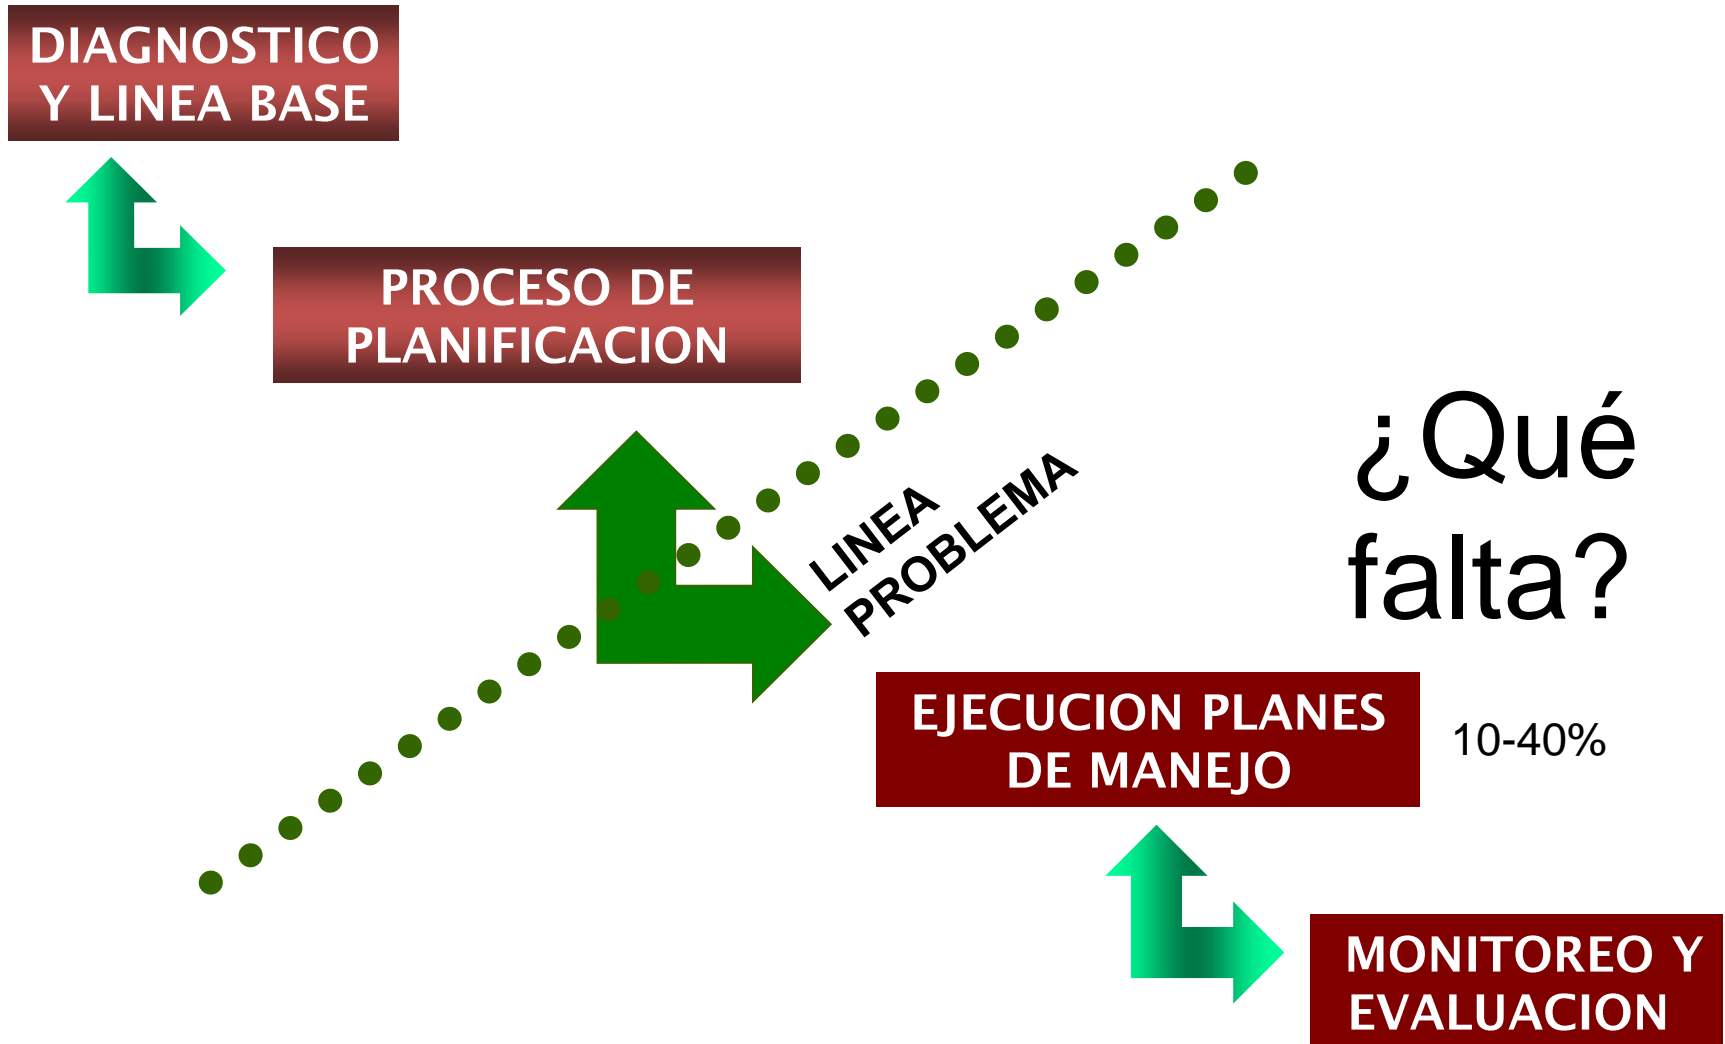 DIAGNOSTICO
Y LINEA BASE
PROCESO DE
PLANIFICACION
LINEA
PROBLEMA
¿Qué
falta?
EJECUCION PLANES
DE MANEJO
10-40%
MONITOREO Y
EVALUACION